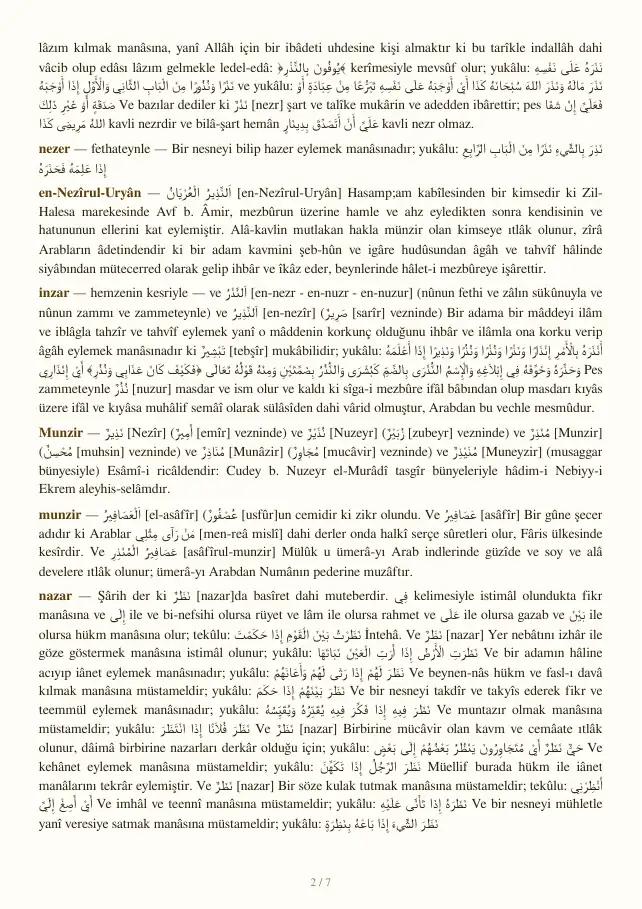 lâzım kılmak manâsına, yanî Allâh için bir ibâdeti uhdesine kişi almaktır ki bu tarîkle indallâh dahi
vâcib olup edâsı lâzım gelmekle ledel-edâ: ﴿يُوفُونَ بِالنَّذْرِ﴾ kerîmesiyle mevsûf olur; yukâlu: نَذَرَهُ عَلَى نَفْسِهِ
نَذَرَ مَالَهُ وَنَذَرَ اللهَ سُبْحَانَهُ كَذَا أَيْ أَوْجَبَهُ عَلَى نَفْسِهِ تَبَرُّعًا مِنْ عِبَادَةٍ أَوْ ve yukâlu: نَذْرًا وَنُذُورًا مِنَ الْبَابِ الثَّانِي وَالْأَوَّلِ إِذَا أَوْجَبَهُ
صَدَقَةٍ أَوْ غَيْرِ ذَلِكَ Ve bazılar dediler ki نَذْرٌ [nezr] şart ve talîke mukârin ve adedden ibârettir; pes فَعَلَيَّ إِنْ شَفَا
اللهُ مَرِيضِي كَذَا kavli nezrdir ve bilâ-şart hemân عَلَيَّ أَنْ أَتَصَدَّقَ بِدِينَارٍ kavli nezr olmaz.
nezer — fethateynle — Bir nesneyi bilip hazer eylemek manâsınadır; yukâlu: نَذِرَ بِالشَّيْءِ نَذَرًا مِنَ الْبَابِ الرَّابِعِ
إِذَا عَلِمَهُ فَحَذِرَهُ
en-Nezîrul-Uryân — اَلنَّذِيرُ الْعُرْيَانُ [en-Nezîrul-Uryân] Hasamp;am kabîlesinden bir kimsedir ki Zil-
Halesa marekesinde Avf b. Âmir, mezbûrun üzerine hamle ve ahz eyledikten sonra kendisinin ve
hatununun ellerini kat eylemiştir. Alâ-kavlin mutlakan hakla münzir olan kimseye ıtlâk olunur, zîrâ
Arabların âdetindendir ki bir adam kavmini şeb-hûn ve igâre hudûsundan âgâh ve tahvîf hâlinde
siyâbından mütecerred olarak gelip ihbâr ve îkâz eder, beynlerinde hâlet-i mezbûreye işârettir.
inzar — hemzenin kesriyle — ve اَلنَّذْرُ [en-nezr - en-nuzr - en-nuzur] (nûnun fethi ve zâlın sükûnuyla ve
nûnun zammı ve zammeteynle) ve اَلنَّذِيرُ [en-nezîr] (صَرِيرٌ [sarîr] vezninde) Bir adama bir mâddeyi ilâm
ve iblâgla tahzîr ve tahvîf eylemek yanî o mâddenin korkunç olduğunu ihbâr ve ilâmla ona korku verip
âgâh eylemek manâsınadır ki تَبْشِيرٌ [tebşîr] mukâbilidir; yukâlu: أَنْذَرَهُ بِالْأَمْرِ إِنْذَارًا وَنَذْرًا وَنُذْرًا وَنُذُرًا وَنَذِيرًا إِذَا أَعْلَمَهُ
وَحَذَّرَهُ وَخَوَّفَهُ فِي إِبْلَاغِهِ وَالْإِسْمُ النُّذْرَى بِالضَّمِّ كَبُشْرَى وَالنُّذُرُ بِضَمَّتَيْنِ وَمِنْهُ قَوْلُهُ تَعَالَى ﴿فَكَيْفَ كَانَ عَذَابِي وَنُذُرِ﴾ أَيْ إِنْذَارِي Pes
zammeteynle نُذُرٌ [nuzur] masdar ve ism olur ve kaldı ki sîga-i mezbûre ifâl bâbından olup masdarı kıyâs
üzere ifâl ve kıyâsa muhâlif semâî olarak sülâsîden dahi vârid olmuştur, Arabdan bu vechle mesmûdur.
Munzir — نَذِيرٌ [Nezîr] (أَمِيرٌ [emîr] vezninde) ve نُذَيْرٌ [Nuzeyr] (زُبَيْرٌ [zubeyr] vezninde) ve مُنْذِرٌ [Munzir]
(مُحْسِنٌ [muhsin] vezninde) ve مُنَاذِرٌ [Munâzir] (مُجَاوِرٌ [mucâvir] vezninde) Ve مُنَيْذِرٌ [Muneyzir] (musaggar
bünyesiyle) Esâmî-i ricâldendir: Cudey b. Nuzeyr el-Murâdî tasgîr bünyeleriyle hâdim-i Nebiyy-i
Ekrem aleyhis-selâmdır.
munzir — اَلْعَصَافِيرُ [el-asâfîr] (عُصْفُورٌ [usfûr]un cemidir ki zikr olundu. Ve عَصَافِيرُ [asâfîr] Bir gûne şecer
adıdır ki Arablar مَنْ رَأَى مِثْلِي [men-reâ mislî] dahi derler onda halkî serçe sûretleri olur, Fâris ülkesinde
kesîrdir. Ve عَصَافِيرُ الْمُنْذِرِ [asâfîrul-munzir] Mülûk u ümerâ-yı Arab indlerinde güzîde ve soy ve alâ
develere ıtlâk olunur; ümerâ-yı Arabdan Numânın pederine muzâftır.
nazar — Şârih der ki نَظَرٌ [nazar]da basîret dahi muteberdir. فِي kelimesiyle istimâl olundukta fikr
manâsına ve إِلَى ile ve bi-nefsihi olursa rüyet ve lâm ile olursa rahmet ve عَلَى ile olursa gazab ve بَيْنَ ile
olursa hükm manâsına olur; tekûlu: نَظَرْتُ بَيْنَ الْقَوْمِ إِذَا حَكَمْتَ İntehâ. Ve نَظَرٌ [nazar] Yer nebâtını izhâr ile
göze göstermek manâsına istimâl olunur; yukâlu: نَظَرَتِ الْأَرْضُ إِذَا أَرَتِ الْعَيْنَ نَبَاتَهَا Ve bir adamın hâline
acıyıp iânet eylemek manâsınadır; yukâlu: نَظَرَ لَهُمْ إِذَا رَثَى لَهُمْ وَأَعَانَهُمْ Ve beynen-nâs hükm ve fasl-ı davâ
kılmak manâsına müstameldir; yukâlu: نَظَرَ بَيْنَهُمْ إِذَا حَكَمَ Ve bir nesneyi takdîr ve takyîs ederek fikr ve
teemmül eylemek manâsınadır; yukâlu: نَظَرَ فِيهِ إِذَا فَكَّرَ فِيهِ يُقَدِّرُهُ وَيُقِيسُهُ Ve muntazır olmak manâsına
müstameldir; yukâlu: نَظَرَ فُلَانًا إِذَا انْتَظَرَ Ve نَظَرٌ [nazar] Birbirine mücâvir olan kavm ve cemâate ıtlâk
olunur, dâimâ birbirine nazarları derkâr olduğu için; yukâlu: حَيٌّ نَظَرٌ أَيْ مُتَجَاوِرُونَ يَنْظُرُ بَعْضُهُمْ إِلَى بَعْضٍ Ve
kehânet eylemek manâsına müstameldir; yukâlu: نَظَرَ الرَّجُلُ إِذَا تَكَهَّنَ Müellif burada hükm ile iânet
manâlarını tekrâr eylemiştir. Ve نَظَرٌ [nazar] Bir söze kulak tutmak manâsına müstameldir; tekûlu: أُنْظُرْنِي
أَيْ أَصْغِ إِلَيَّ Ve imhâl ve teennî manâsına müstameldir; yukâlu: نَظَرَهُ إِذَا تَأَنَّى عَلَيْهِ Ve bir nesneyi mühletle
yanî veresiye satmak manâsına müstameldir; yukâlu: نَظَرَ الشَّيْءَ إِذَا بَاعَهُ بِنَظِرَةٍ
2 / 7